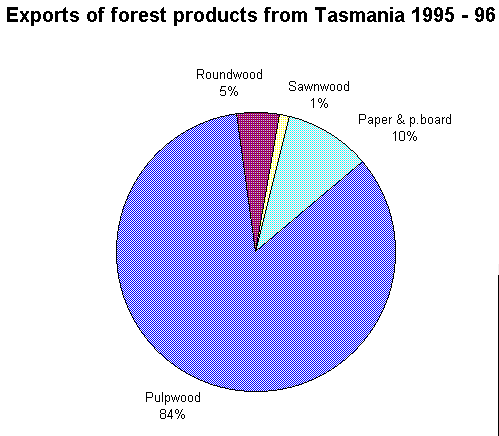 Exports of forest products from Tasmania 1995 - 96
Roundwood
5%
Sawnwood
1%
Paper & p.board
10%
Pulpwood
84%